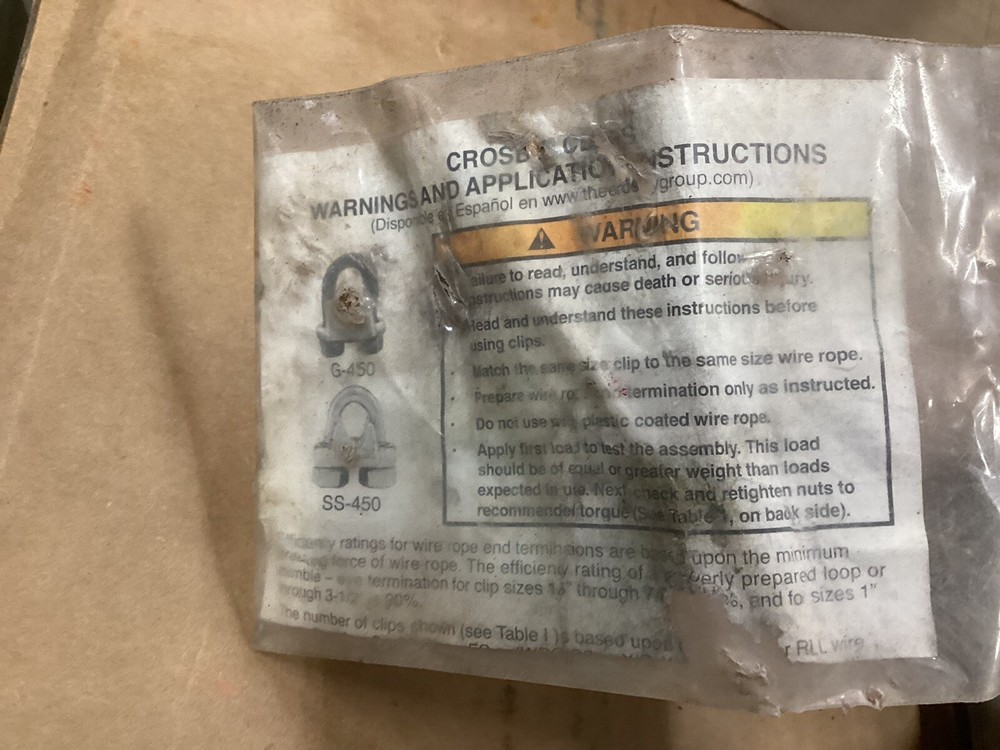 WARNINGS AND APPLICATION INSTRUCTIONS
Español en www
group.com)
WARNING
to read, understand, and follow
instructions may cause death or serious injury.
Read and understand these instructions before
using clips.
Match the same size clip to the same size wire rope.
Prepare wire termination only as instructed.
Do not use plastic coated wire rope.
Apply first load to test the assembly. This load
should be of equal or greater weight than loads
expected in use. Next check and retighten nuts to
recommended torque (See Table 1, on back side).
G-450
SS-450
ratings for wire rope end terminations are based upon the minimum
force of wire rope. The efficiency rating of properly prepared loop or
termination for clip sizes through and sizes 1"
through 3-1/2 90%.
The number of clips shown (see Table 1) is based upon
RLL wire